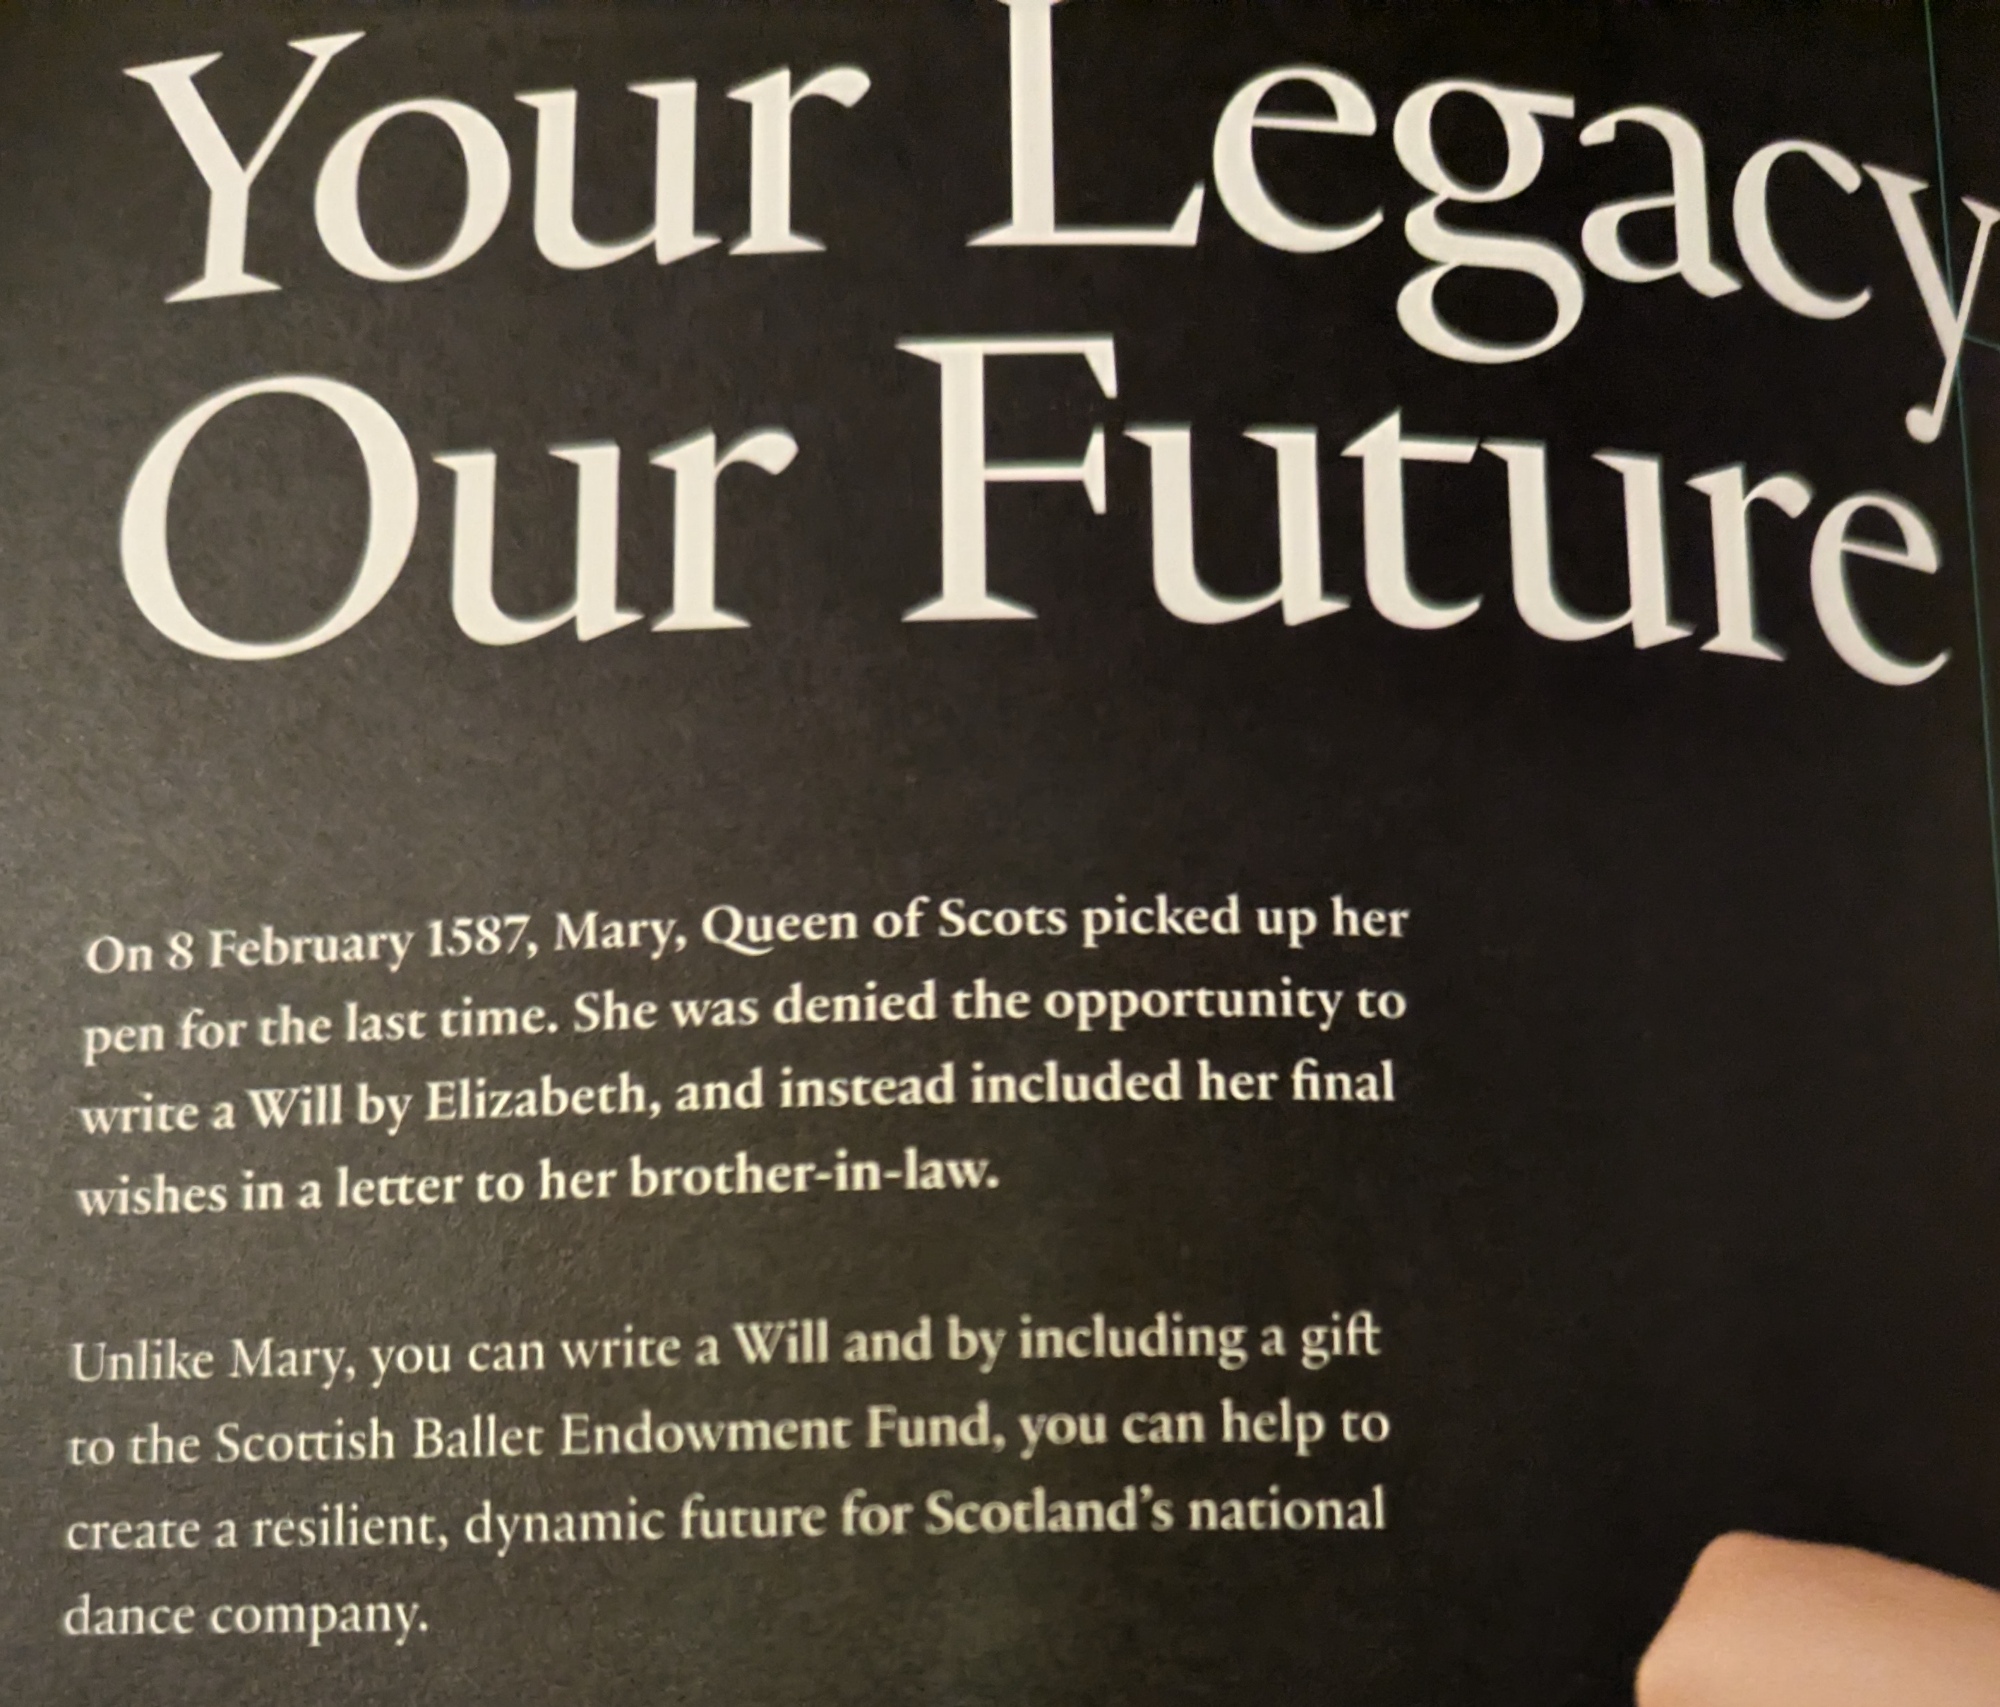 Your Legacy
Our Future
On 8 February 1587, Mary, Queen of Scots picked up her
pen for the last time. She was denied the opportunity to
write a Will by Elizabeth, and instead included her final
wishes in a letter to her brother-in-law.
Unlike Mary, you can write a Will and by including a gift
to the Scottish Ballet Endowment Fund, you can help to
create a resilient, dynamic future for Scotland's national
dance company.